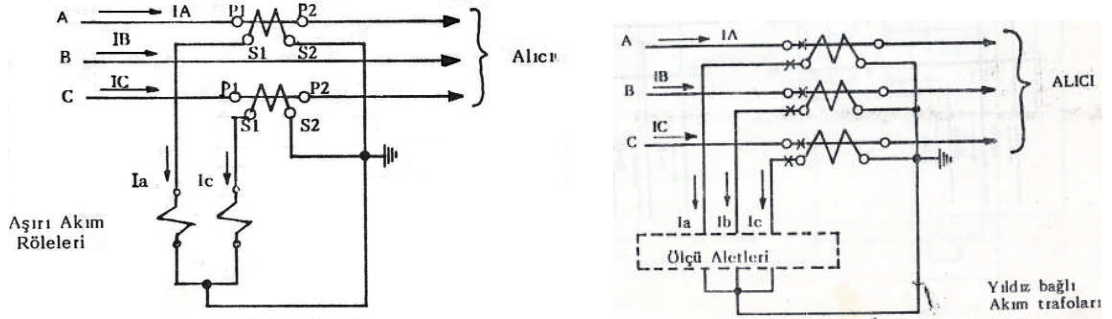 A IA P1 P2
S1 S2
IB
B
Alıcı
IC
C P1 P2
S1 S2
Ia Ic
Aşırı Akım
Röleleri
A IA
IB
B
ALICI
IC
C
Ia Ib Ic
Ölçü Aletleri
Yıldız bağlı
Akım trafoları